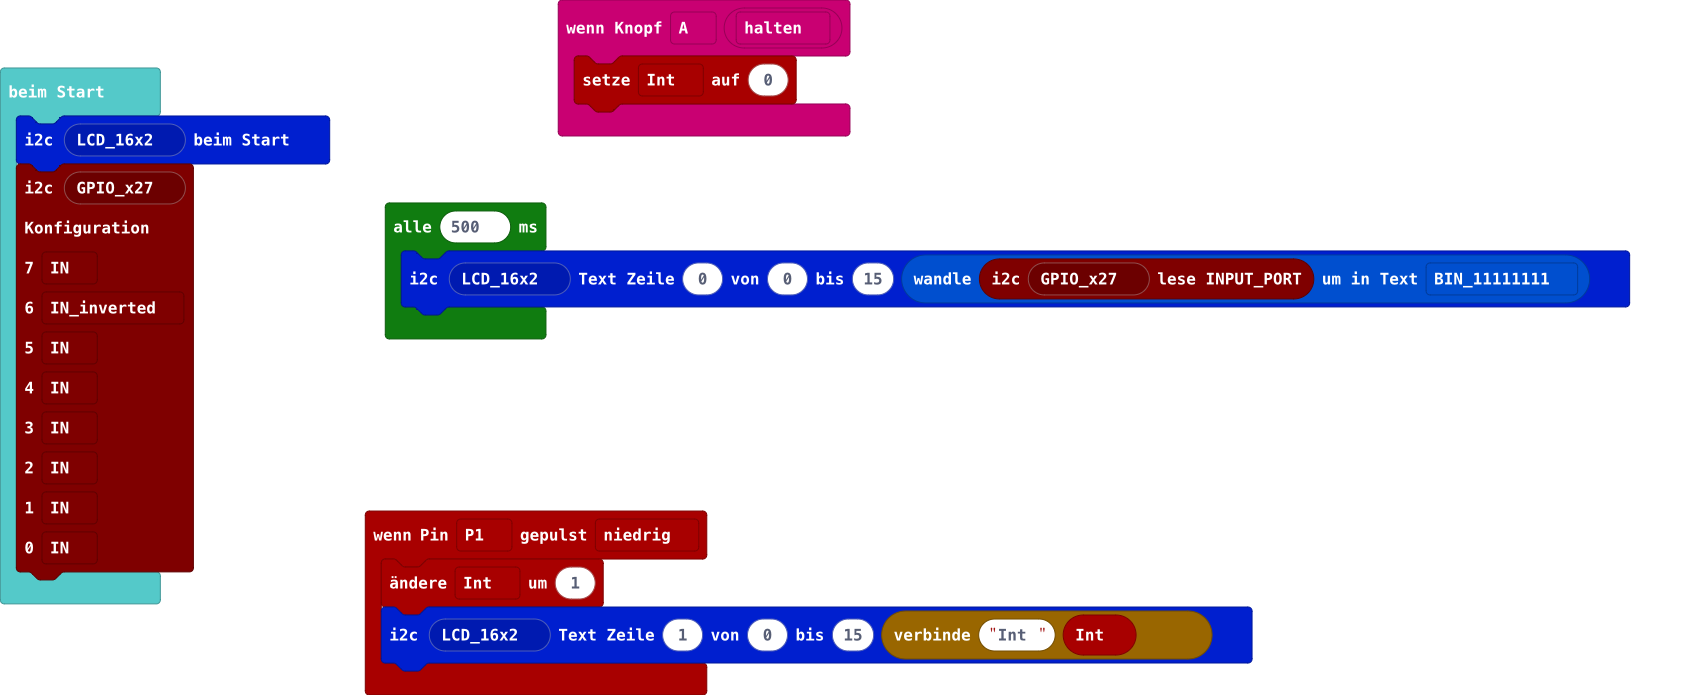 beim Start
i2c LCD_16x2 beim Start
i2c GPIO_x27
Konfiguration
7 IN
6 IN_inverted
5 IN
4 IN
3 IN
2 IN
1 IN
0 IN
wenn Knopf A halten
setze Int auf 0
alle 500 ms
i2c LCD_16x2 Text Zeile 0 von 0 bis 15 wandle i2c GPIO_x27 lese INPUT_PORT um in Text BIN_11111111
wenn Pin P1 gepulst niedrig
ändere Int um 1
i2c LCD_16x2 Text Zeile 1 von 0 bis 15 verbinde "Int " Int